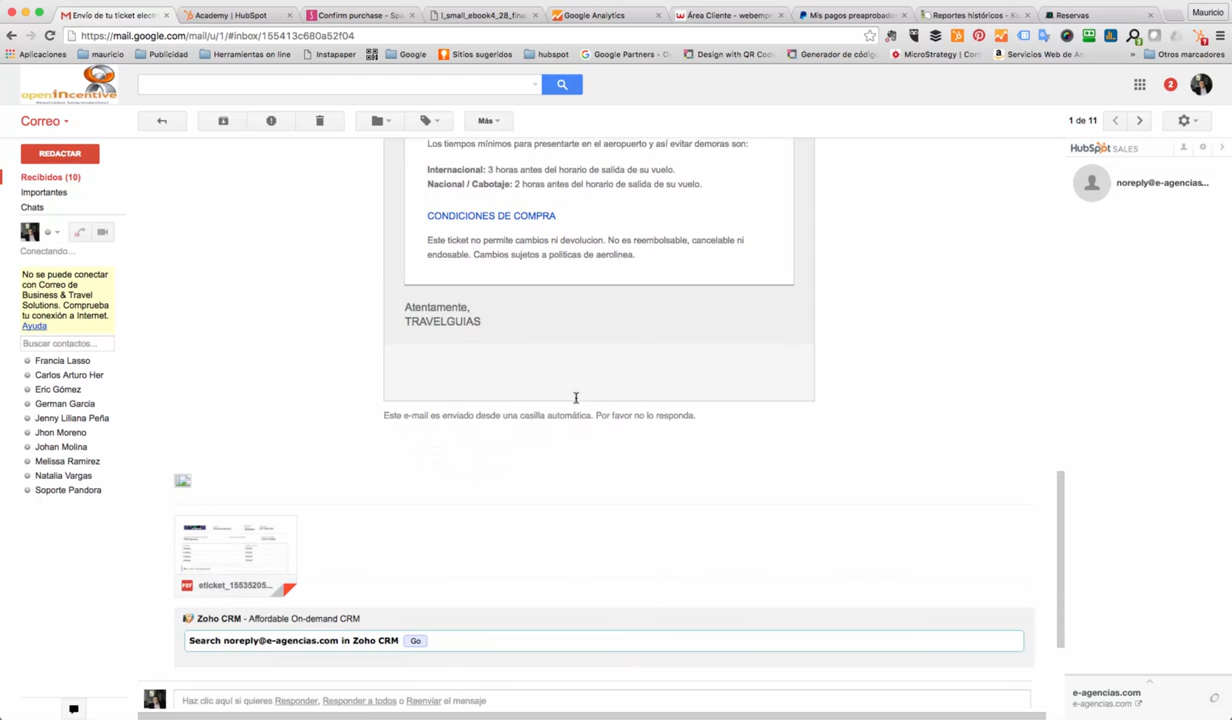 Envío de tu ticket electr
Academy | HubSpot
Confirm purchase - Spa
l_small_ebook4_28_fina
Google Analytics
Área Cliente - webemp
Mis pagos preaprobad
Reportes históricos - K
Reservas
Mauricio
https://mail.google.com/mail/u/1/#inbox/155413c680a52f04
Aplicaciones
mauricio
Publicidad
Herramientas on line
Instapaper
Google
Sitios sugeridos
hubspot
Google Partners - O
Design with QR Code
Generador de códig
MicroStrategy | Con
Servicios Web de Am
»
Otros marcadores
openincentive
2
Correo
Más
1 de 11
REDACTAR
Recibidos (10)
Importantes
Chats
Conectando...
No se puede conectar
con Correo de
Business & Travel
Solutions. Comprueba
tu conexión a Internet.
Ayuda
Buscar contactos...
Francia Lasso
Carlos Arturo Her
Eric Gómez
German Garcia
Jenny Liliana Peña
Jhon Moreno
Johan Molina
Melissa Ramirez
Natalia Vargas
Soporte Pandora
Los tiempos mínimos para presentarte en el aeropuerto y así evitar demoras son:
Internacional: 3 horas antes del horario de salida de su vuelo.
Nacional / Cabotaje: 2 horas antes del horario de salida de su vuelo.
CONDICIONES DE COMPRA
Este ticket no permite cambios ni devolucion. No es reembolsable, cancelable ni
endosable. Cambios sujetos a politicas de aerolinea.
Atentamente,
TRAVELGUIAS
Este e-mail es enviado desde una casilla automática. Por favor no lo responda.
PDF eticket_15535205...
Zoho CRM - Affordable On-demand CRM
Search noreply@e-agencias.com in Zoho CRM Go
Haz clic aquí si quieres Responder, Responder a todos o Reenviar el mensaje
HubSpot SALES
noreply@e-agencias...
e-agencias.com
e-agencias.com